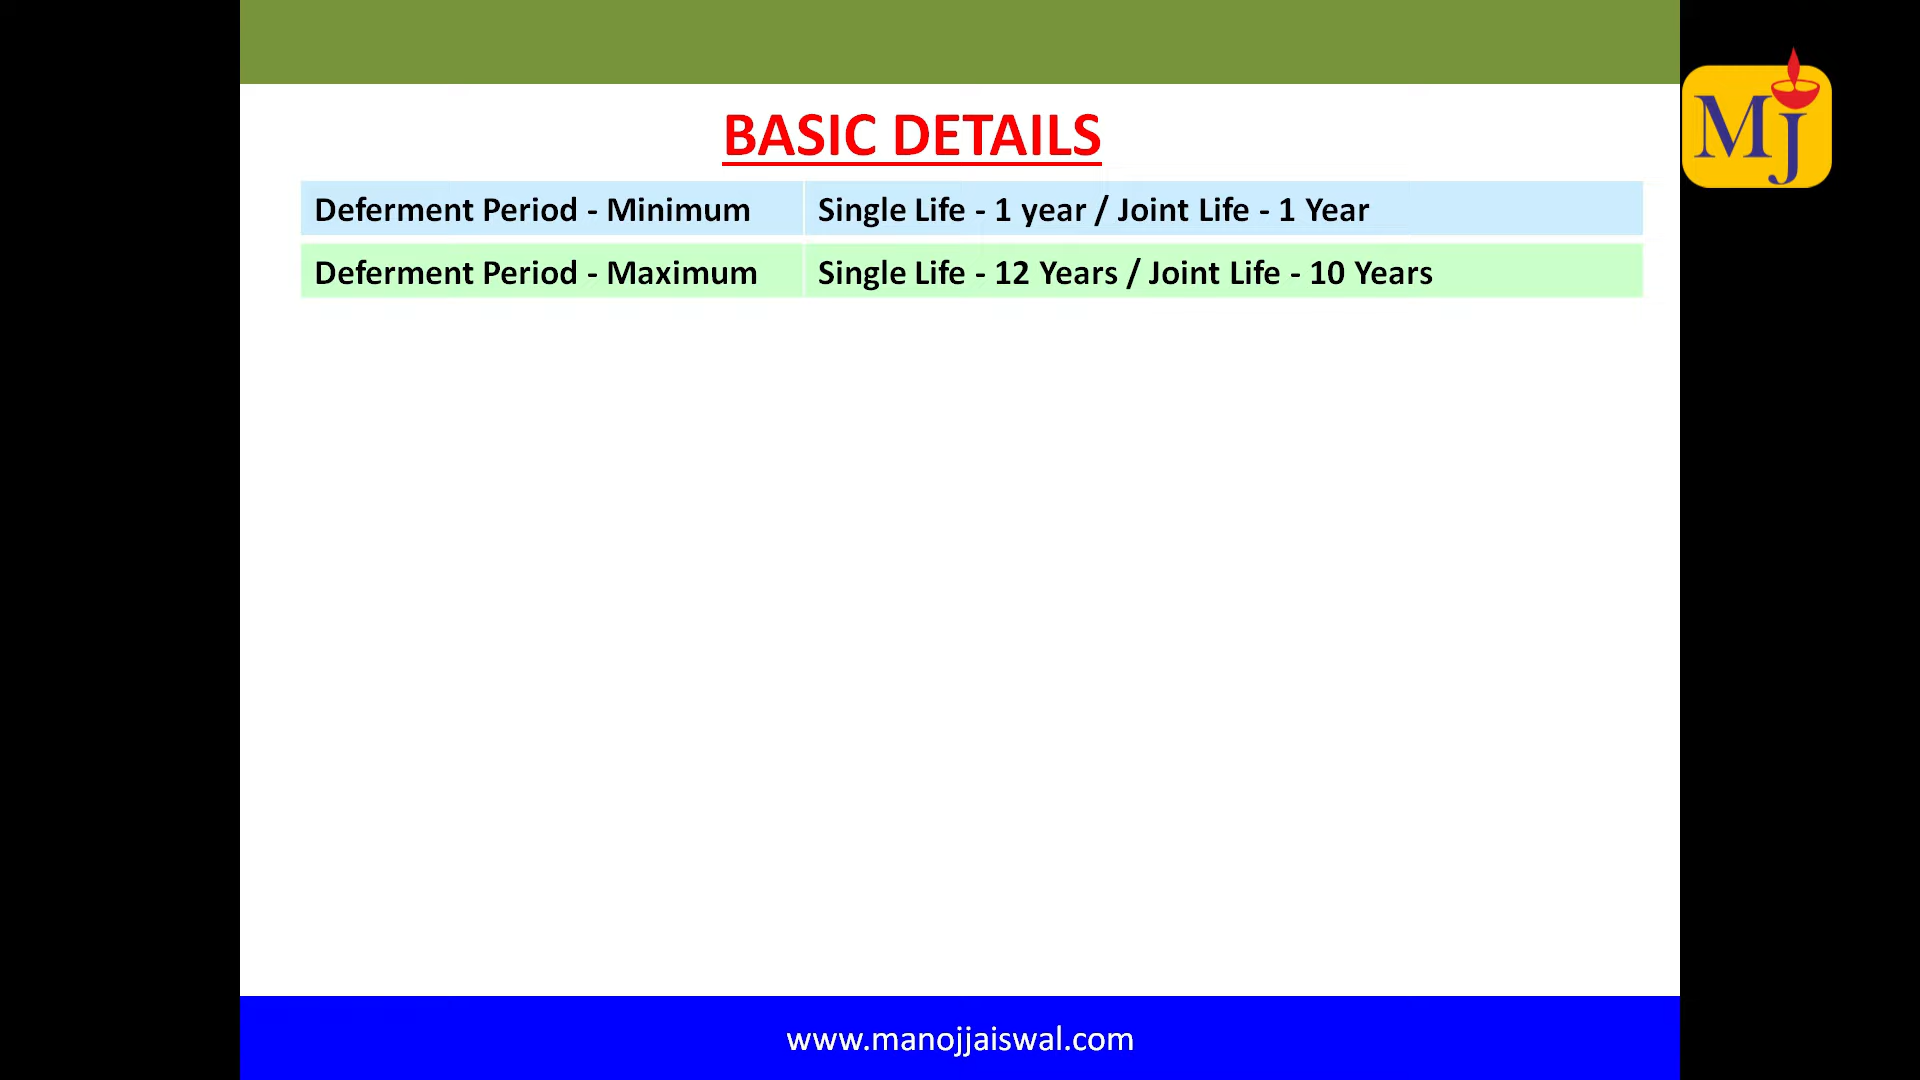 BASIC DETAILS
Deferment Period - Minimum Single Life - 1 year / Joint Life - 1 Year
Deferment Period - Maximum Single Life - 12 Years / Joint Life - 10 Years
www.manojjaiswal.com
MJ